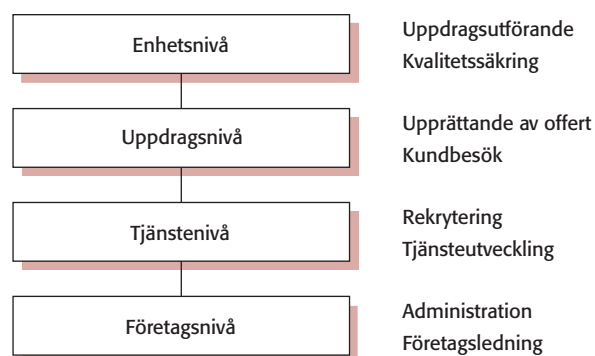 Enhetsnivå
Uppdragsutförande
Kvalitetssäkring
Uppdragsnivå
Upprättande av offert
Kundbesök
Tjänstenivå
Rekrytering
Tjänsteutveckling
Företagsnivå
Administration
Företagsledning